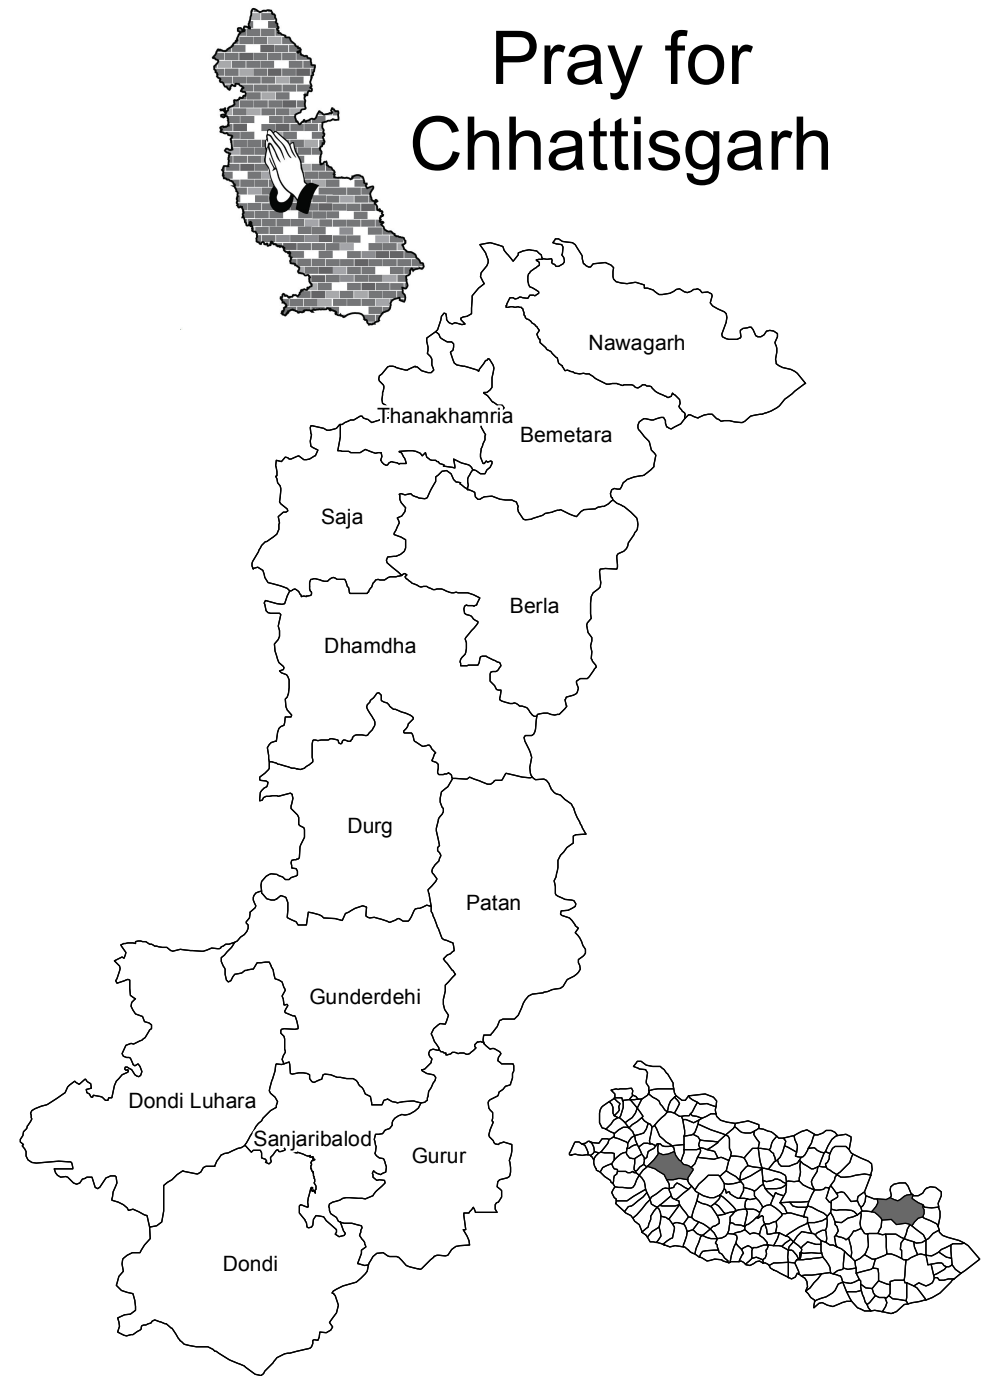 Pray for
Chhattisgarh
Nawagarh
Thanakhamria
Bemetara
Saja
Berla
Dhamdha
Durg
Patan
Gunderdehi
Dondi Luhara
Sanjaribalod
Gurur
Dondi